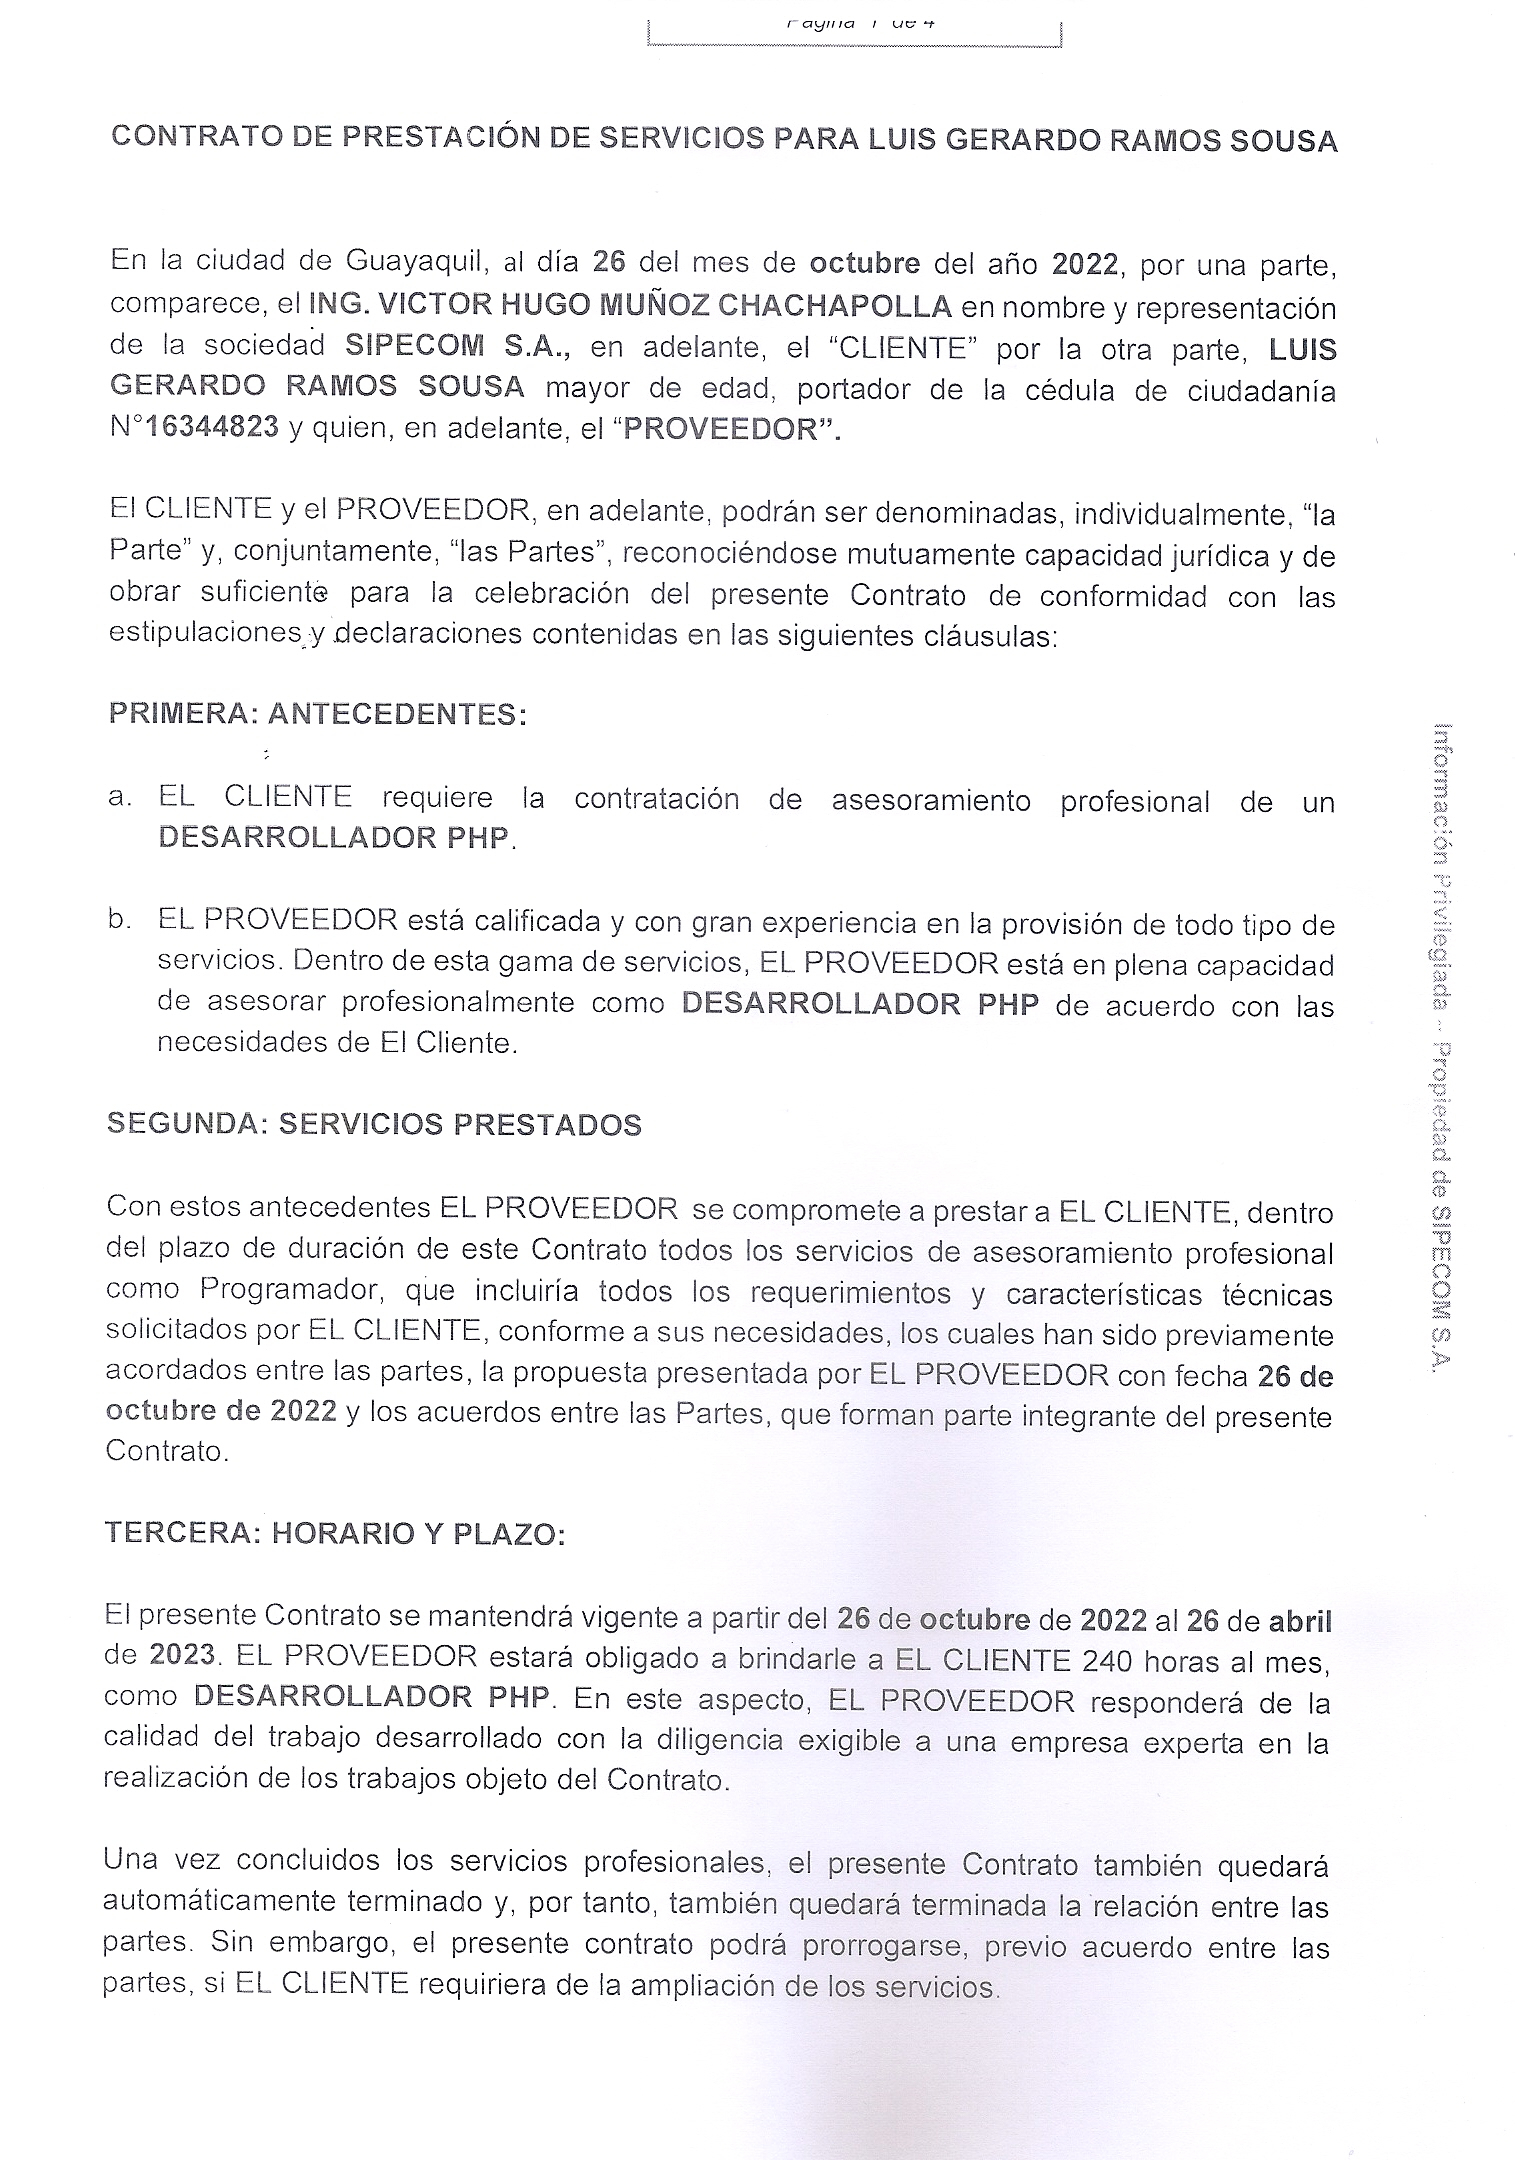 Página 1 de 4
CONTRATO DE PRESTACIÓN DE SERVICIOS PARA LUIS GERARDO RAMOS SOUSA
En la ciudad de Guayaquil, al día 26 del mes de octubre del año 2022, por una parte,
comparece, el ING. VICTOR HUGO MUÑOZ CHACHAPOLLA en nombre y representación
de la sociedad SIPECOM S.A., en adelante, el “CLIENTE” por la otra parte, LUIS
GERARDO RAMOS SOUSA mayor de edad, portador de la cédula de ciudadanía
N°16344823 y quien, en adelante, el “PROVEEDOR”.
El CLIENTE y el PROVEEDOR, en adelante, podrán ser denominadas, individualmente, “la
Parte” y, conjuntamente, “las Partes”, reconociéndose mutuamente capacidad jurídica y de
obrar suficiente para la celebración del presente Contrato de conformidad con las
estipulaciones y declaraciones contenidas en las siguientes cláusulas:
PRIMERA: ANTECEDENTES:
a. EL CLIENTE requiere la contratación de asesoramiento profesional de un
DESARROLLADOR PHP.
b. EL PROVEEDOR está calificada y con gran experiencia en la provisión de todo tipo de
servicios. Dentro de esta gama de servicios, EL PROVEEDOR está en plena capacidad
de asesorar profesionalmente como DESARROLLADOR PHP de acuerdo con las
necesidades de El Cliente.
SEGUNDA: SERVICIOS PRESTADOS
Con estos antecedentes EL PROVEEDOR se compromete a prestar a EL CLIENTE, dentro
del plazo de duración de este Contrato todos los servicios de asesoramiento profesional
como Programador, que incluiría todos los requerimientos y características técnicas
solicitados por EL CLIENTE, conforme a sus necesidades, los cuales han sido previamente
acordados entre las partes, la propuesta presentada por EL PROVEEDOR con fecha 26 de
octubre de 2022 y los acuerdos entre las Partes, que forman parte integrante del presente
Contrato.
TERCERA: HORARIO Y PLAZO:
El presente Contrato se mantendrá vigente a partir del 26 de octubre de 2022 al 26 de abril
de 2023. EL PROVEEDOR estará obligado a brindarle a EL CLIENTE 240 horas al mes,
como DESARROLLADOR PHP. En este aspecto, EL PROVEEDOR responderá de la
calidad del trabajo desarrollado con la diligencia exigible a una empresa experta en la
realización de los trabajos objeto del Contrato.
Una vez concluidos los servicios profesionales, el presente Contrato también quedará
automáticamente terminado y, por tanto, también quedará terminada la relación entre las
partes. Sin embargo, el presente contrato podrá prorrogarse, previo acuerdo entre las
partes, si EL CLIENTE requiriera de la ampliación de los servicios.
Información Privilegiada – Propiedad de SIPECOM S.A.